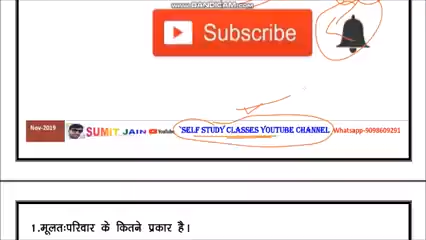 WWW.BANDICAM.COM
Subscribe
Nov-2019 SUMIT JAIN YouTube `SELF STUDY CLASSES YOUTUBE CHANNEL Whatsapp-9098609291
1.मूलतःपरिवार के कितने प्रकार है।